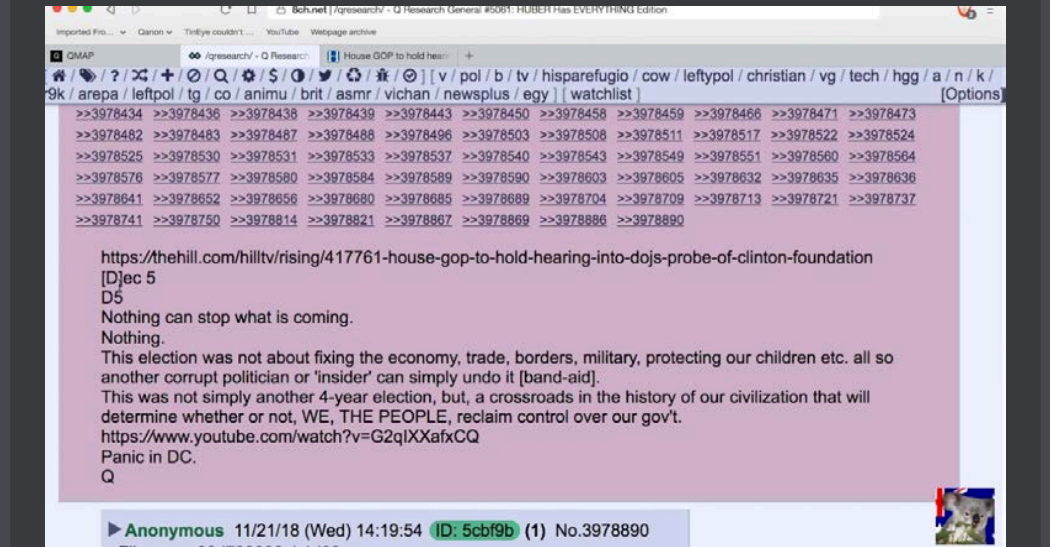 8ch.net | /qresearch/ - Q Research General #5061: HUBER Has EVERYTHING Edition
Imported Fro... Qanon TinEye couldn't ... YouTube Webpage archive
Q QMAP /qresearch/ - Q Research House GOP to hold hear +
[ / / ? / / + / / / / $ / / / / / ] [ v / pol / b / tv / hisparefugio / cow / leftypol / christian / vg / tech / hgg / a / n / k /
r9k / arepa / leftpol / tg / co / animu / brit / asmr / vichan / newsplus / egy ] [ watchlist ] [Options]
>>3978434 >>3978436 >>3978438 >>3978439 >>3978443 >>3978450 >>3978458 >>3978459 >>3978466 >>3978471 >>3978473
>>3978482 >>3978483 >>3978487 >>3978488 >>3978496 >>3978503 >>3978508 >>3978511 >>3978517 >>3978522 >>3978524
>>3978525 >>3978530 >>3978531 >>3978533 >>3978537 >>3978540 >>3978543 >>3978549 >>3978551 >>3978560 >>3978564
>>3978576 >>3978577 >>3978580 >>3978584 >>3978589 >>3978590 >>3978603 >>3978605 >>3978632 >>3978635 >>3978636
>>3978641 >>3978652 >>3978656 >>3978680 >>3978685 >>3978689 >>3978704 >>3978709 >>3978713 >>3978721 >>3978737
>>3978741 >>3978750 >>3978814 >>3978821 >>3978867 >>3978869 >>3978886 >>3978890
https://thehill.com/hilltv/rising/417761-house-gop-to-hold-hearing-into-dojs-probe-of-clinton-foundation
[D]ec 5
D5
Nothing can stop what is coming.
Nothing.
This election was not about fixing the economy, trade, borders, military, protecting our children etc. all so
another corrupt politician or 'insider' can simply undo it [band-aid].
This was not simply another 4-year election, but, a crossroads in the history of our civilization that will
determine whether or not, WE, THE PEOPLE, reclaim control over our gov't.
https://www.youtube.com/watch?v=G2qIXXafxCQ
Panic in DC.
Q
Anonymous 11/21/18 (Wed) 14:19:54 ID: 5cbf9b (1) No.3978890